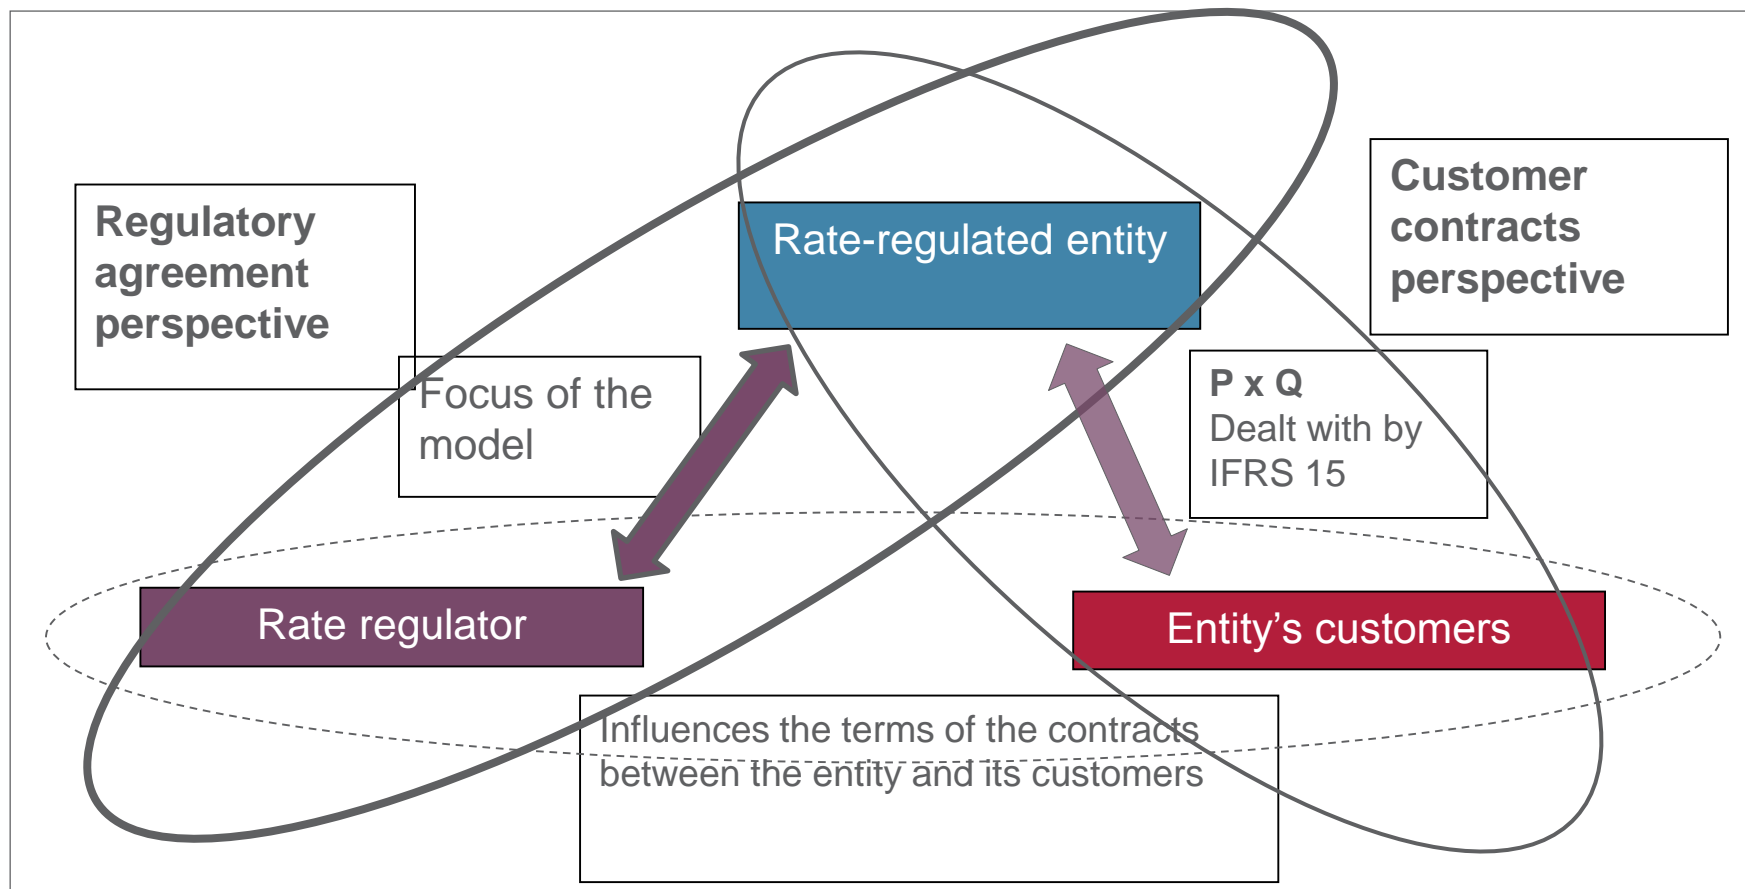 Regulatory
agreement
perspective
Rate-regulated entity
Customer
contracts
perspective
Focus of the
model
P x Q
Dealt with by
IFRS 15
Rate regulator
Entity’s customers
Influences the terms of the contracts
between the entity and its customers